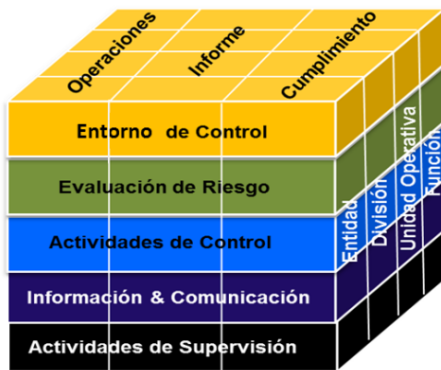 Operaciones
Informe
Cumplimiento
Entorno de Control
Evaluación de Riesgo
Actividades de Control
Información & Comunicación
Actividades de Supervisión
Entidad
División
Unidad Operativa
Función